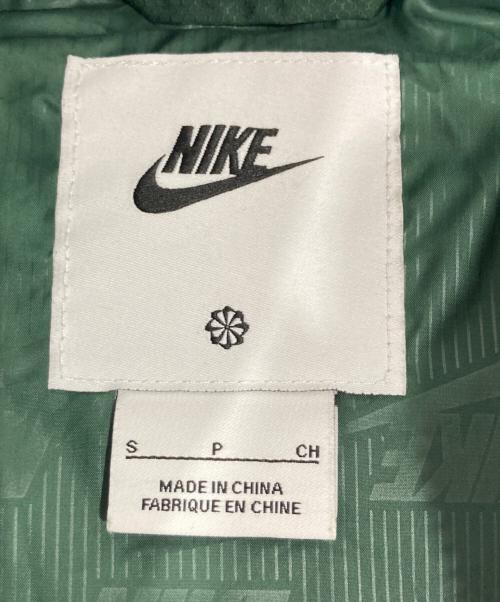 NIKE
S P CH
MADE IN CHINA
FABRIQUE EN CHINE